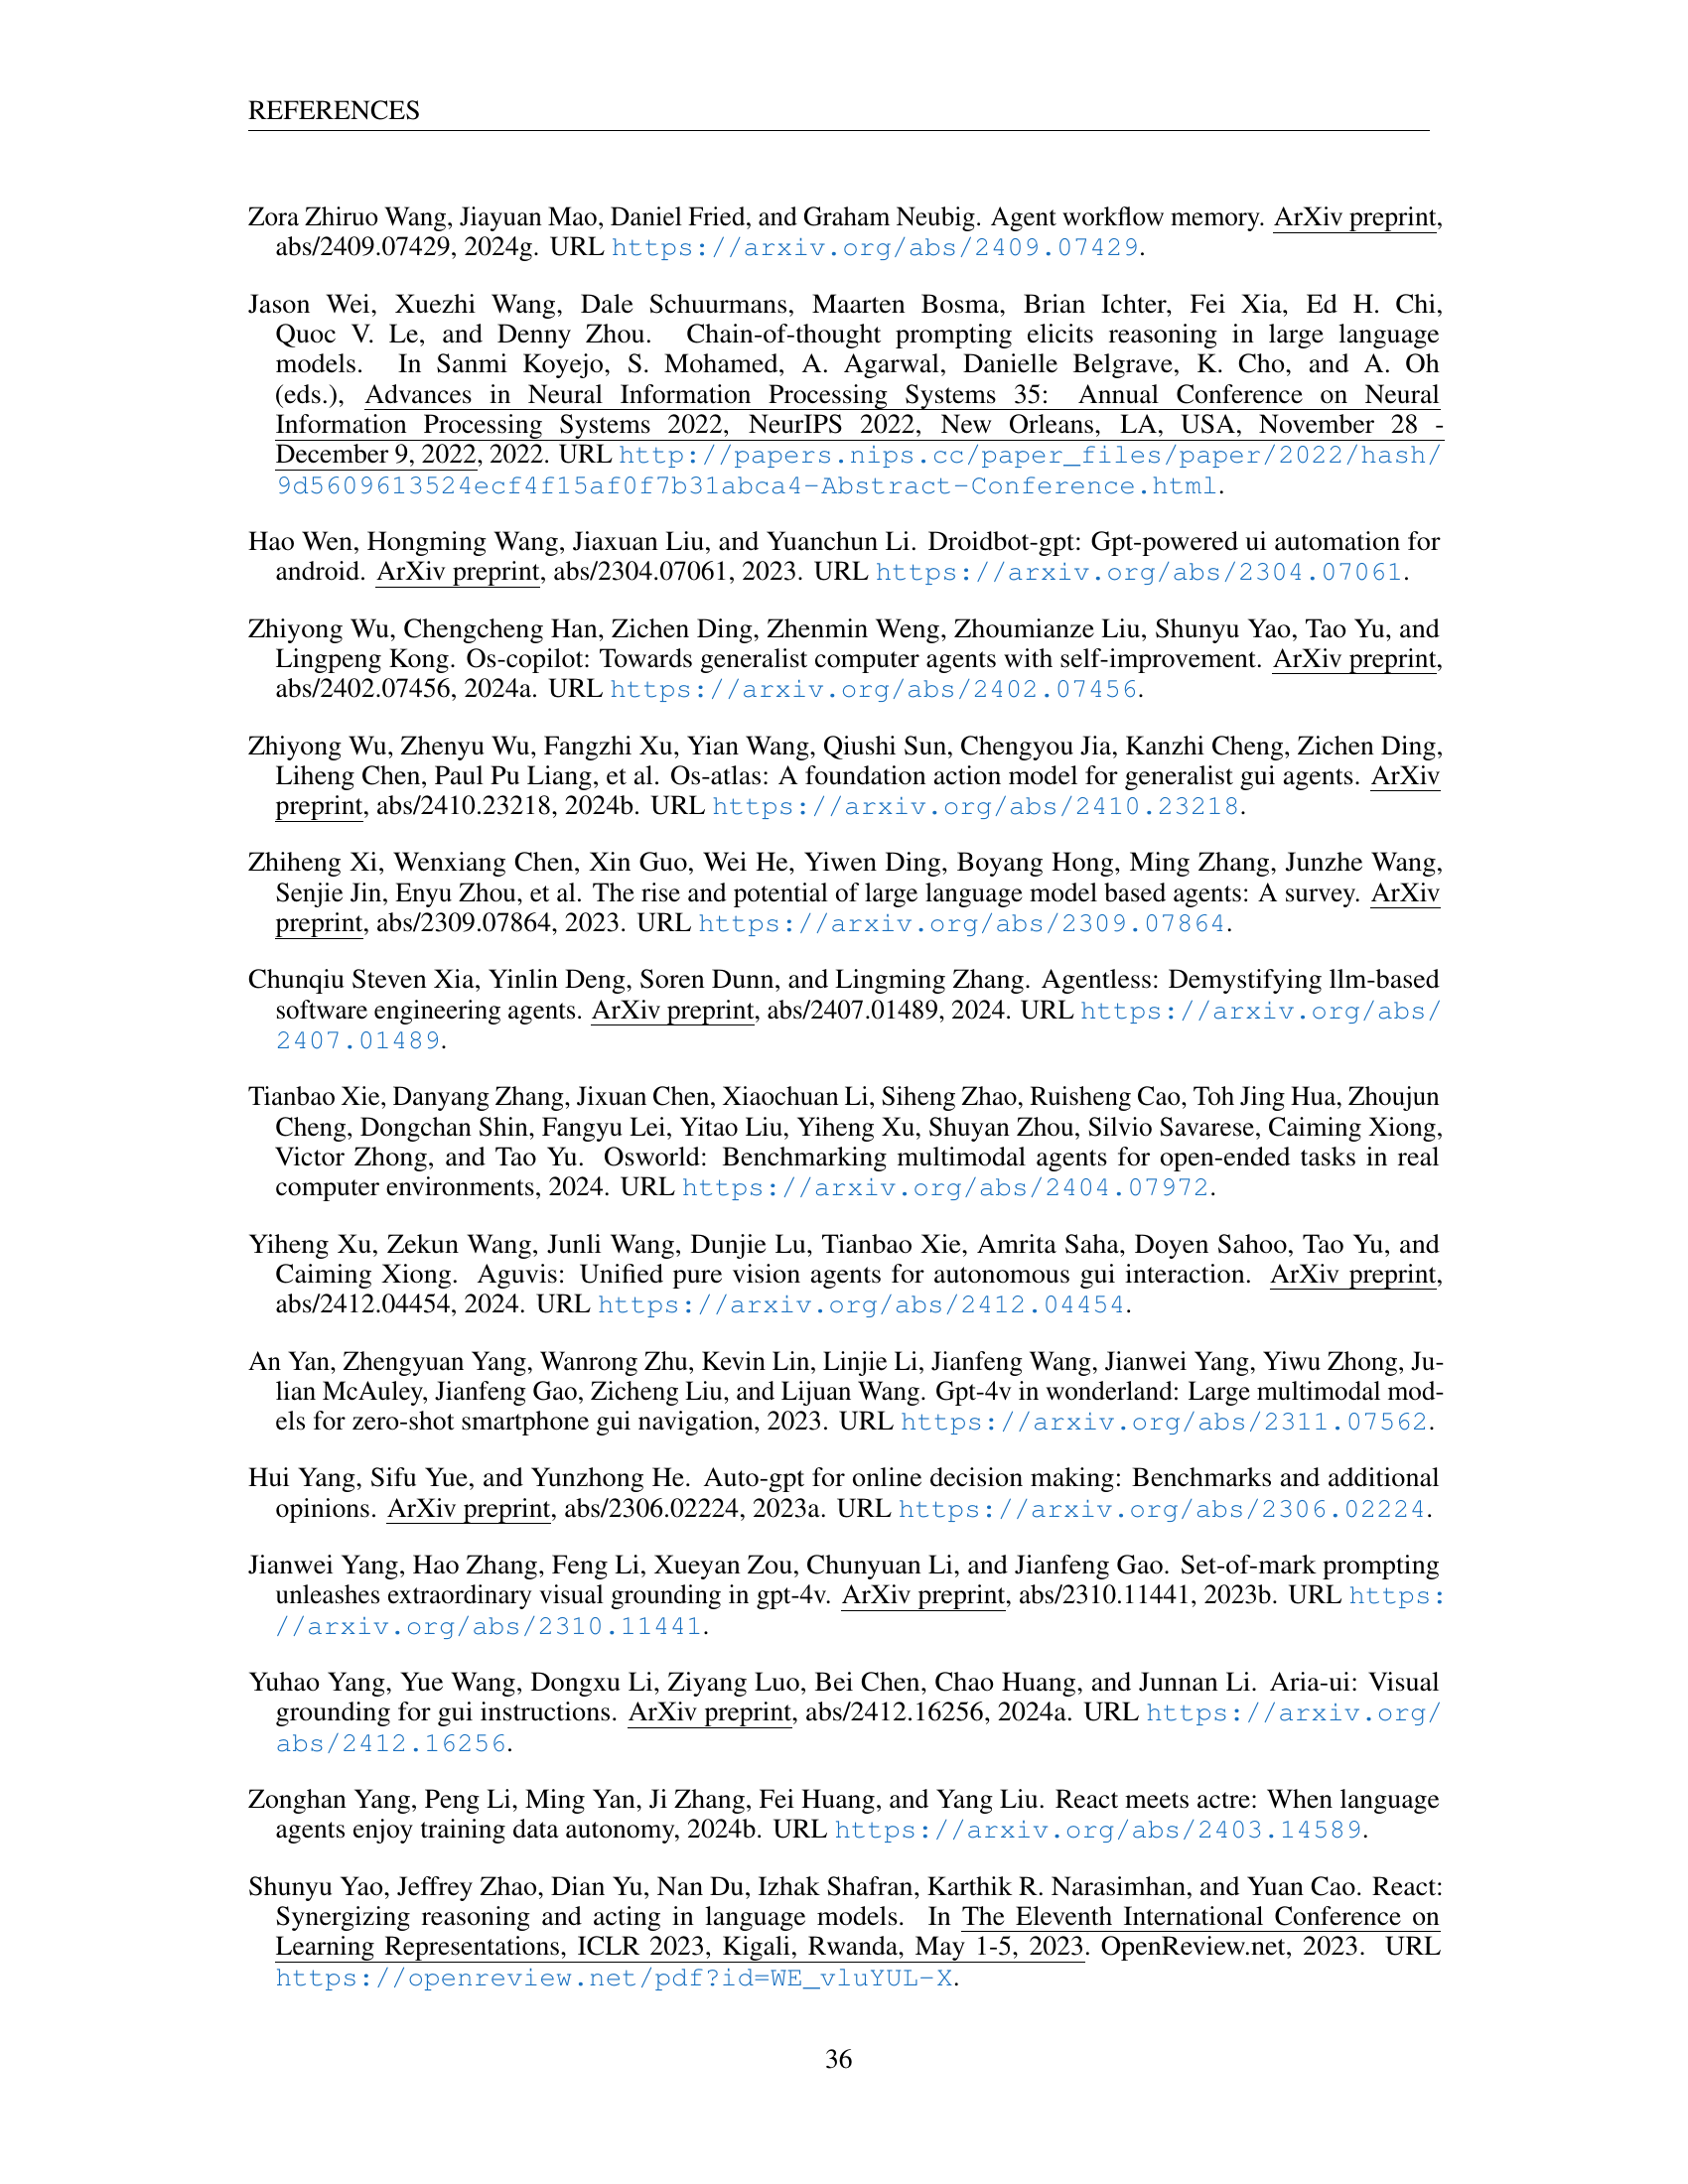 REFERENCES
Zora Zhiruo Wang, Jiayuan Mao, Daniel Fried, and Graham Neubig. Agent workflow memory. ArXiv preprint,
abs/2409.07429, 2024g. URL https://arxiv.org/abs/2409.07429.
Jason Wei, Xuezhi Wang, Dale Schuurmans, Maarten Bosma, Brian Ichter, Fei Xia, Ed H. Chi,
Quoc V. Le, and Denny Zhou. Chain-of-thought prompting elicits reasoning in large language
models. In Sanmi Koyejo, S. Mohamed, A. Agarwal, Danielle Belgrave, K. Cho, and A. Oh
(eds.), Advances in Neural Information Processing Systems 35: Annual Conference on Neural
Information Processing Systems 2022, NeurIPS 2022, New Orleans, LA, USA, November 28 -
December 9, 2022, 2022. URL http://papers.nips.cc/paper_files/paper/2022/hash/
9d5609613524ecf4f15af0f7b31abca4-Abstract-Conference.html.
Hao Wen, Hongming Wang, Jiaxuan Liu, and Yuanchun Li. Droidbot-gpt: Gpt-powered ui automation for
android. ArXiv preprint, abs/2304.07061, 2023. URL https://arxiv.org/abs/2304.07061.
Zhiyong Wu, Chengcheng Han, Zichen Ding, Zhenmin Weng, Zhoumianze Liu, Shunyu Yao, Tao Yu, and
Lingpeng Kong. Os-copilot: Towards generalist computer agents with self-improvement. ArXiv preprint,
abs/2402.07456, 2024a. URL https://arxiv.org/abs/2402.07456.
Zhiyong Wu, Zhenyu Wu, Fangzhi Xu, Yian Wang, Qiushi Sun, Chengyou Jia, Kanzhi Cheng, Zichen Ding,
Liheng Chen, Paul Pu Liang, et al. Os-atlas: A foundation action model for generalist gui agents. ArXiv
preprint, abs/2410.23218, 2024b. URL https://arxiv.org/abs/2410.23218.
Zhiheng Xi, Wenxiang Chen, Xin Guo, Wei He, Yiwen Ding, Boyang Hong, Ming Zhang, Junzhe Wang,
Senjie Jin, Enyu Zhou, et al. The rise and potential of large language model based agents: A survey. ArXiv
preprint, abs/2309.07864, 2023. URL https://arxiv.org/abs/2309.07864.
Chunqiu Steven Xia, Yinlin Deng, Soren Dunn, and Lingming Zhang. Agentless: Demystifying llm-based
software engineering agents. ArXiv preprint, abs/2407.01489, 2024. URL https://arxiv.org/abs/
2407.01489.
Tianbao Xie, Danyang Zhang, Jixuan Chen, Xiaochuan Li, Siheng Zhao, Ruisheng Cao, Toh Jing Hua, Zhoujun
Cheng, Dongchan Shin, Fangyu Lei, Yitao Liu, Yiheng Xu, Shuyan Zhou, Silvio Savarese, Caiming Xiong,
Victor Zhong, and Tao Yu. Osworld: Benchmarking multimodal agents for open-ended tasks in real
computer environments, 2024. URL https://arxiv.org/abs/2404.07972.
Yiheng Xu, Zekun Wang, Junli Wang, Dunjie Lu, Tianbao Xie, Amrita Saha, Doyen Sahoo, Tao Yu, and
Caiming Xiong. Aguvis: Unified pure vision agents for autonomous gui interaction. ArXiv preprint,
abs/2412.04454, 2024. URL https://arxiv.org/abs/2412.04454.
An Yan, Zhengyuan Yang, Wanrong Zhu, Kevin Lin, Linjie Li, Jianfeng Wang, Jianwei Yang, Yiwu Zhong, Ju-
lian McAuley, Jianfeng Gao, Zicheng Liu, and Lijuan Wang. Gpt-4v in wonderland: Large multimodal mod-
els for zero-shot smartphone gui navigation, 2023. URL https://arxiv.org/abs/2311.07562.
Hui Yang, Sifu Yue, and Yunzhong He. Auto-gpt for online decision making: Benchmarks and additional
opinions. ArXiv preprint, abs/2306.02224, 2023a. URL https://arxiv.org/abs/2306.02224.
Jianwei Yang, Hao Zhang, Feng Li, Xueyan Zou, Chunyuan Li, and Jianfeng Gao. Set-of-mark prompting
unleashes extraordinary visual grounding in gpt-4v. ArXiv preprint, abs/2310.11441, 2023b. URL https:
//arxiv.org/abs/2310.11441.
Yuhao Yang, Yue Wang, Dongxu Li, Ziyang Luo, Bei Chen, Chao Huang, and Junnan Li. Aria-ui: Visual
grounding for gui instructions. ArXiv preprint, abs/2412.16256, 2024a. URL https://arxiv.org/
abs/2412.16256.
Zonghan Yang, Peng Li, Ming Yan, Ji Zhang, Fei Huang, and Yang Liu. React meets actre: When language
agents enjoy training data autonomy, 2024b. URL https://arxiv.org/abs/2403.14589.
Shunyu Yao, Jeffrey Zhao, Dian Yu, Nan Du, Izhak Shafran, Karthik R. Narasimhan, and Yuan Cao. React:
Synergizing reasoning and acting in language models. In The Eleventh International Conference on
Learning Representations, ICLR 2023, Kigali, Rwanda, May 1-5, 2023. OpenReview.net, 2023. URL
https://openreview.net/pdf?id=WE_vluYUL-X.
36